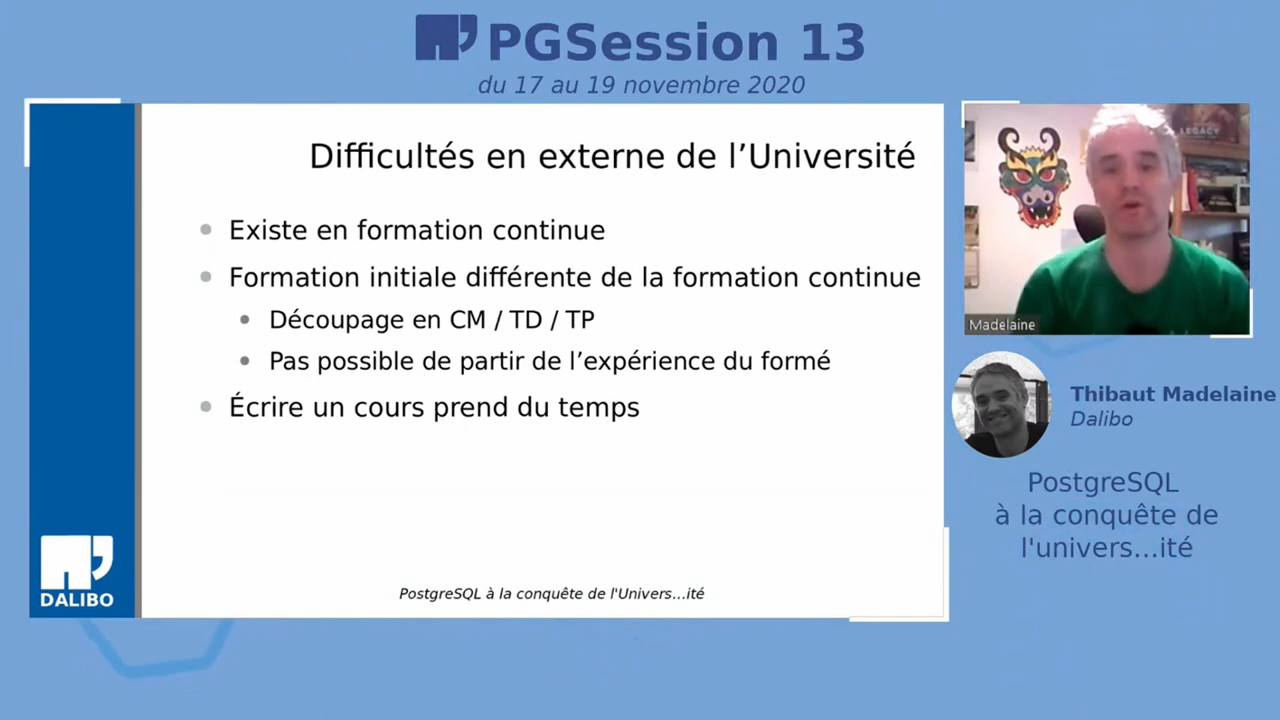 PGSession 13
du 17 au 19 novembre 2020
Difficultés en externe de l’Université
Existe en formation continue
Formation initiale différente de la formation continue
Découpage en CM / TD / TP
Pas possible de partir de l’expérience du formé
Écrire un cours prend du temps
DALIBO
PostgreSQL à la conquête de l'Univers...ité
LEGACY
Madelaine
Thibaut Madelaine
Dalibo
PostgreSQL
à la conquête de
l'univers...ité